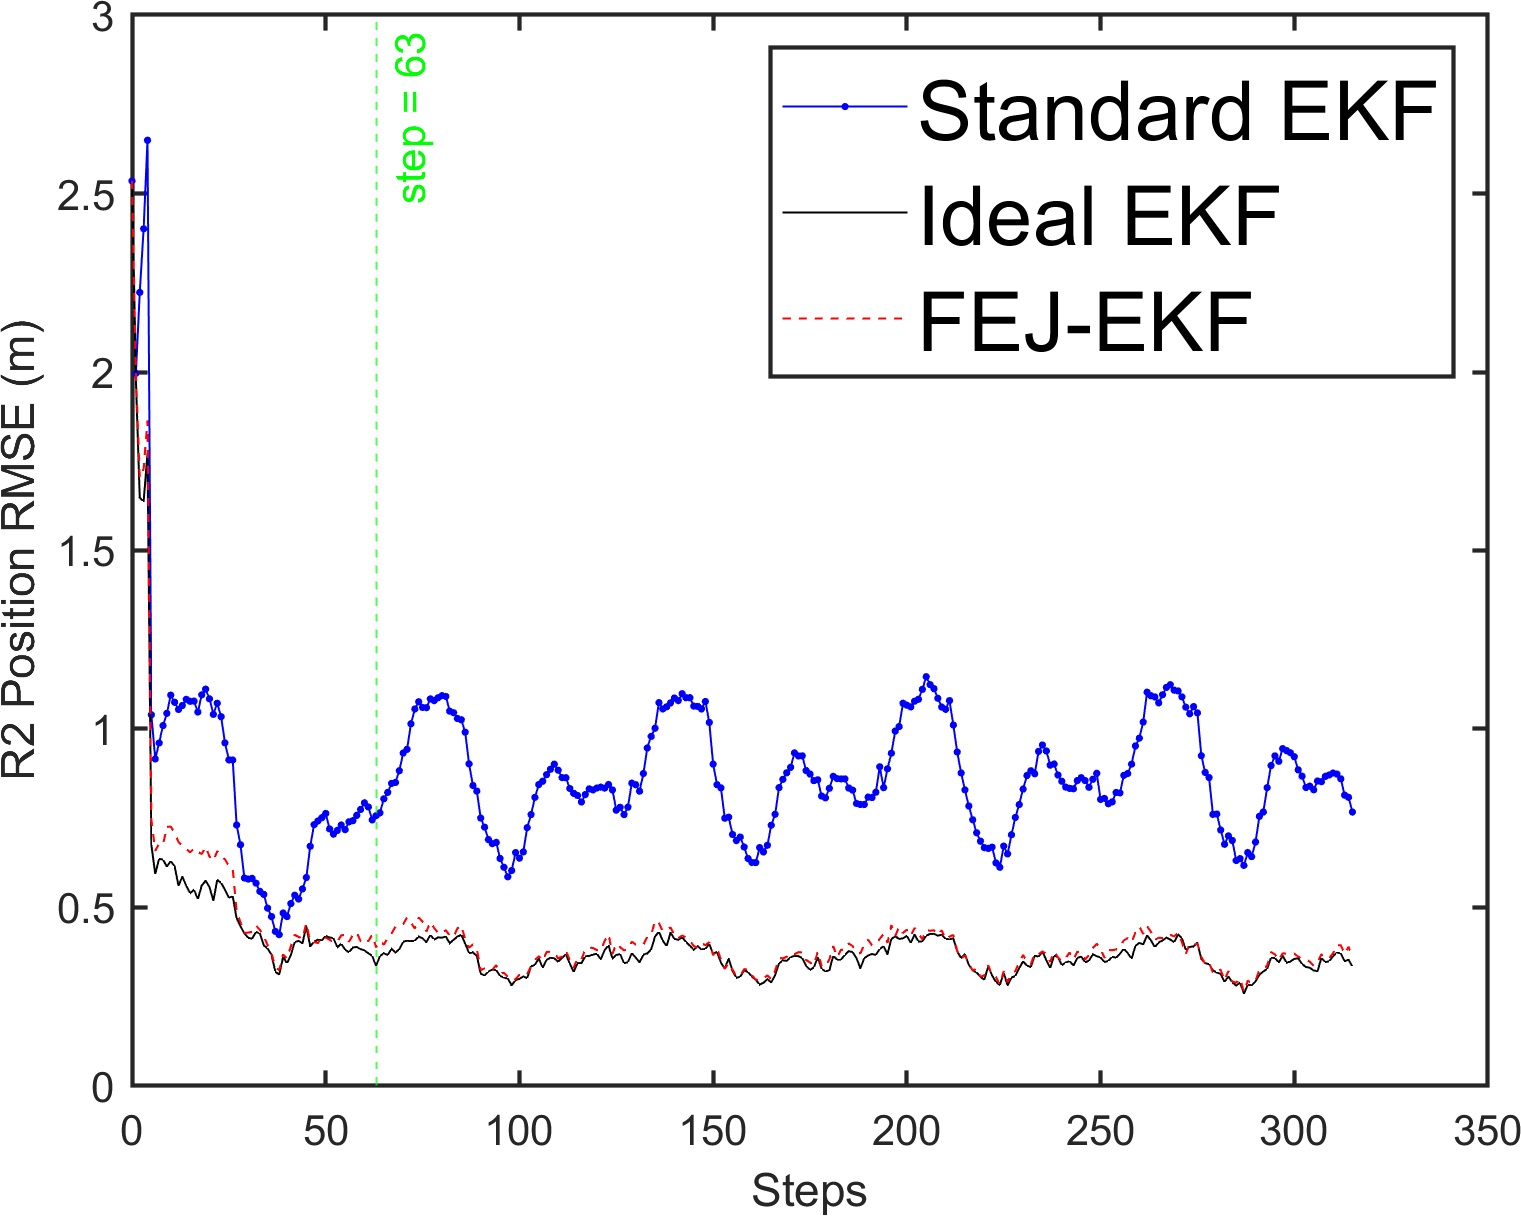 3
2.5
2
1.5
1
0.5
0
R2 Position RMSE (m)
step = 63
Standard EKF
Ideal EKF
FEJ-EKF
0 50 100 150 200 250 300 350
Steps